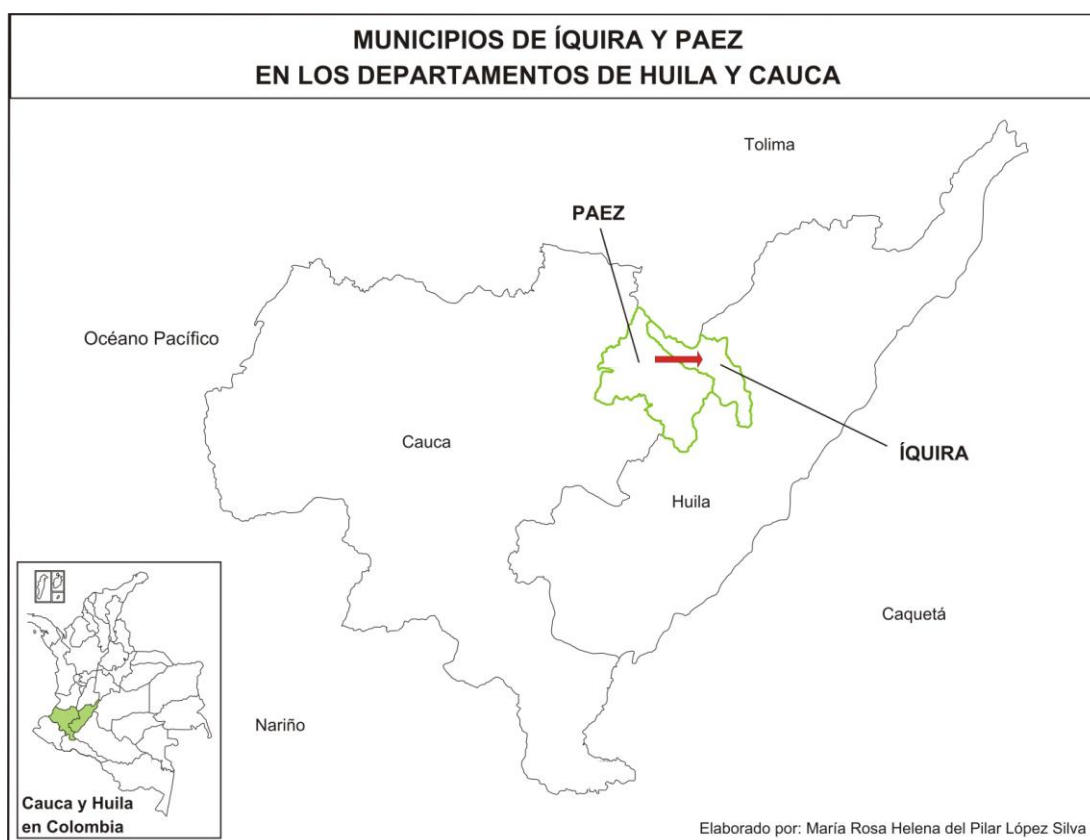 MUNICIPIOS DE ÍQUIRA Y PAEZ
EN LOS DEPARTAMENTOS DE HUILA Y CAUCA
Tolima
PAEZ
Océano Pacífico
Cauca
ÍQUIRA
Huila
Caquetá
Nariño
Cauca y Huila
en Colombia
Elaborado por: María Rosa Helena del Pilar López Silva